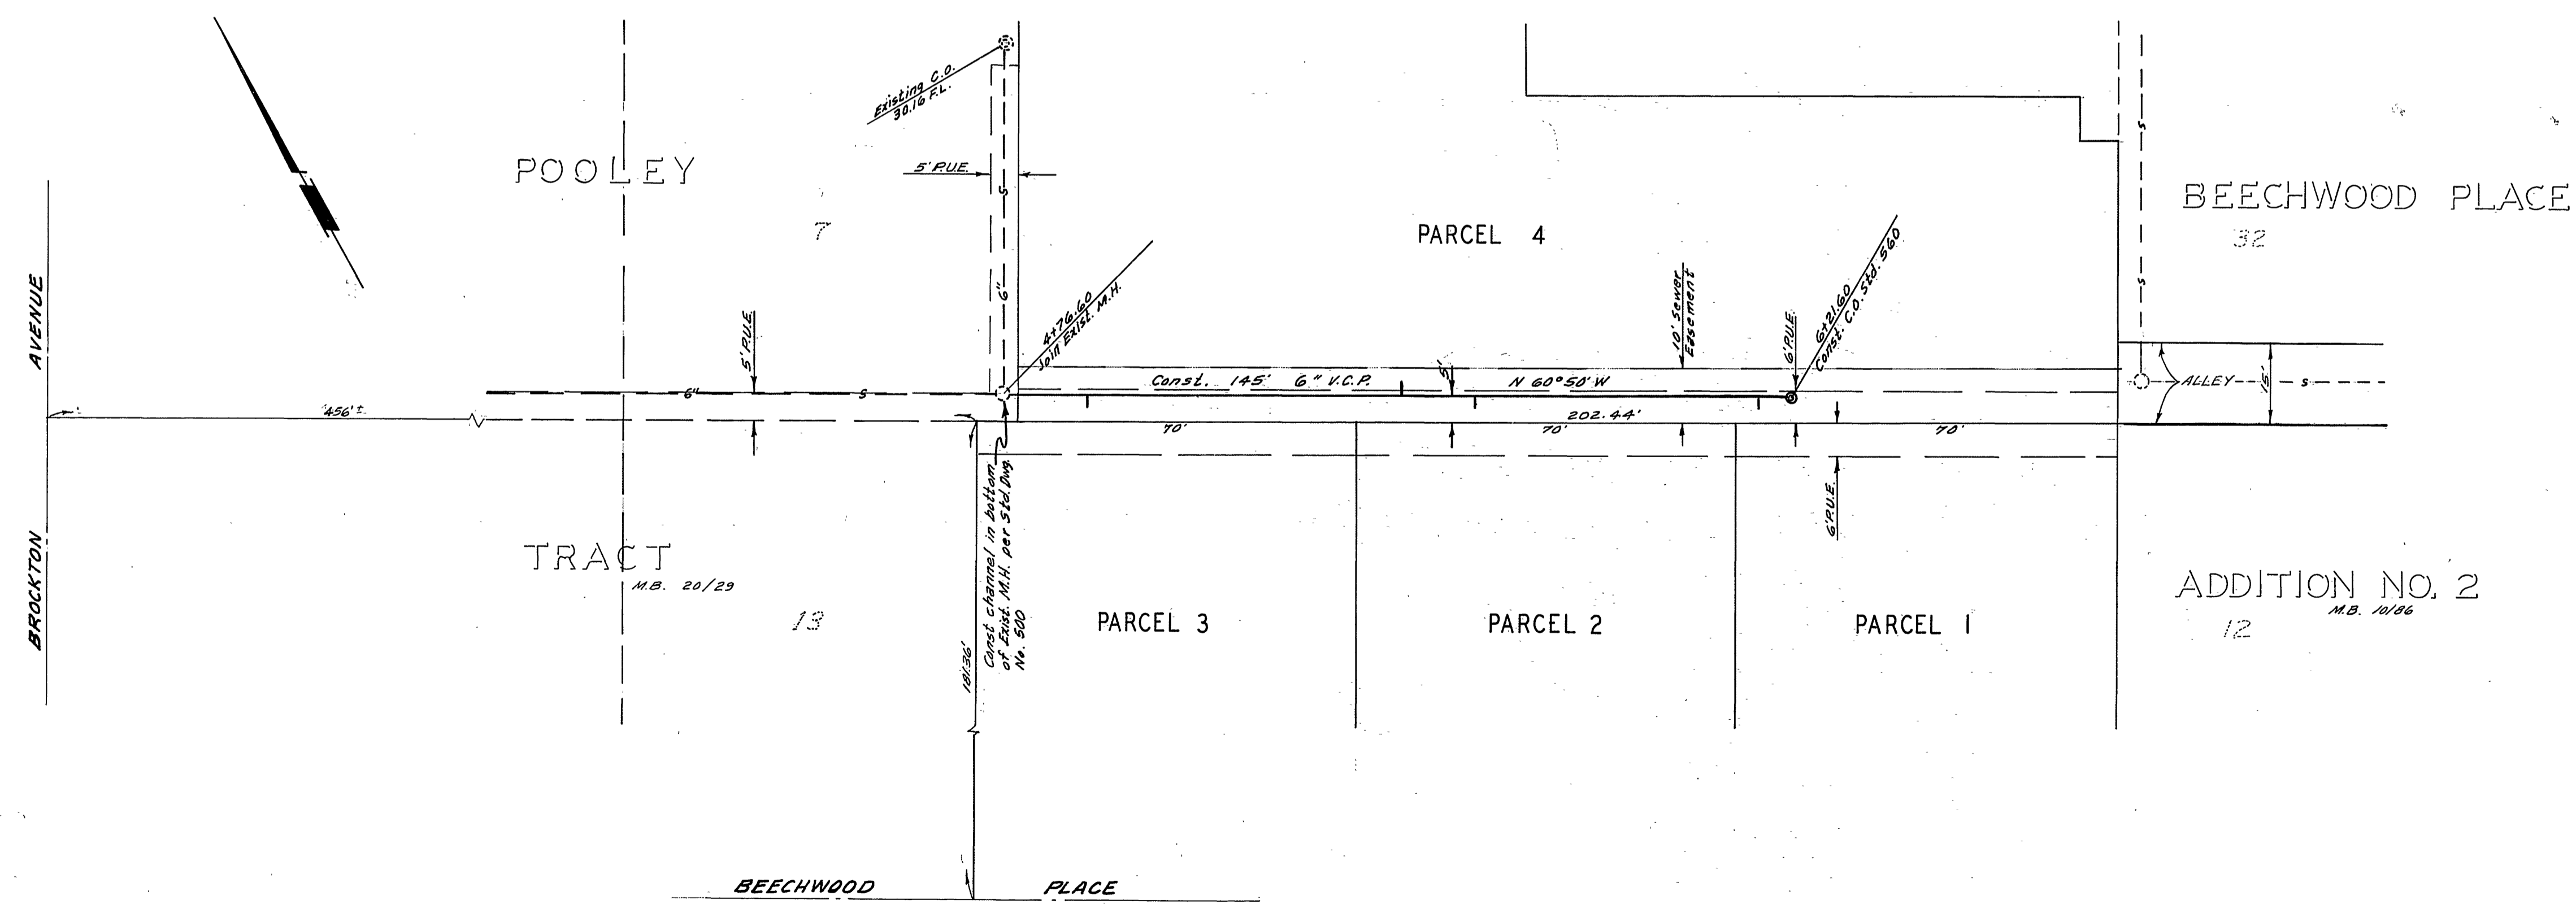 Existing C.O.
30.16 F.L.
POOLEY
5' P.U.E.
S
7
BEECHWOOD PLACE
32
PARCEL 4
S
S
BROCKTON AVENUE
5' P.U.E.
6"
4+76.60
Join Exist. M.H.
10' Sewer
Easement
6' P.U.E.
6+21.60
Const. C.O. Std. 560
Const. 145' 6" V.C.P.
5'
N 60°50' W
ALLEY
S
15'
6"
S
456'±
202.44'
70'
70'
70'
Const channel in bottom
of Exist. M.H. per Std. Dwg.
No. 500
6' P.U.E.
TRACT
M.B. 20/29
13
PARCEL 3
PARCEL 2
PARCEL 1
ADDITION NO. 2
M.B. 10/86
12
181.36'
BEECHWOOD PLACE